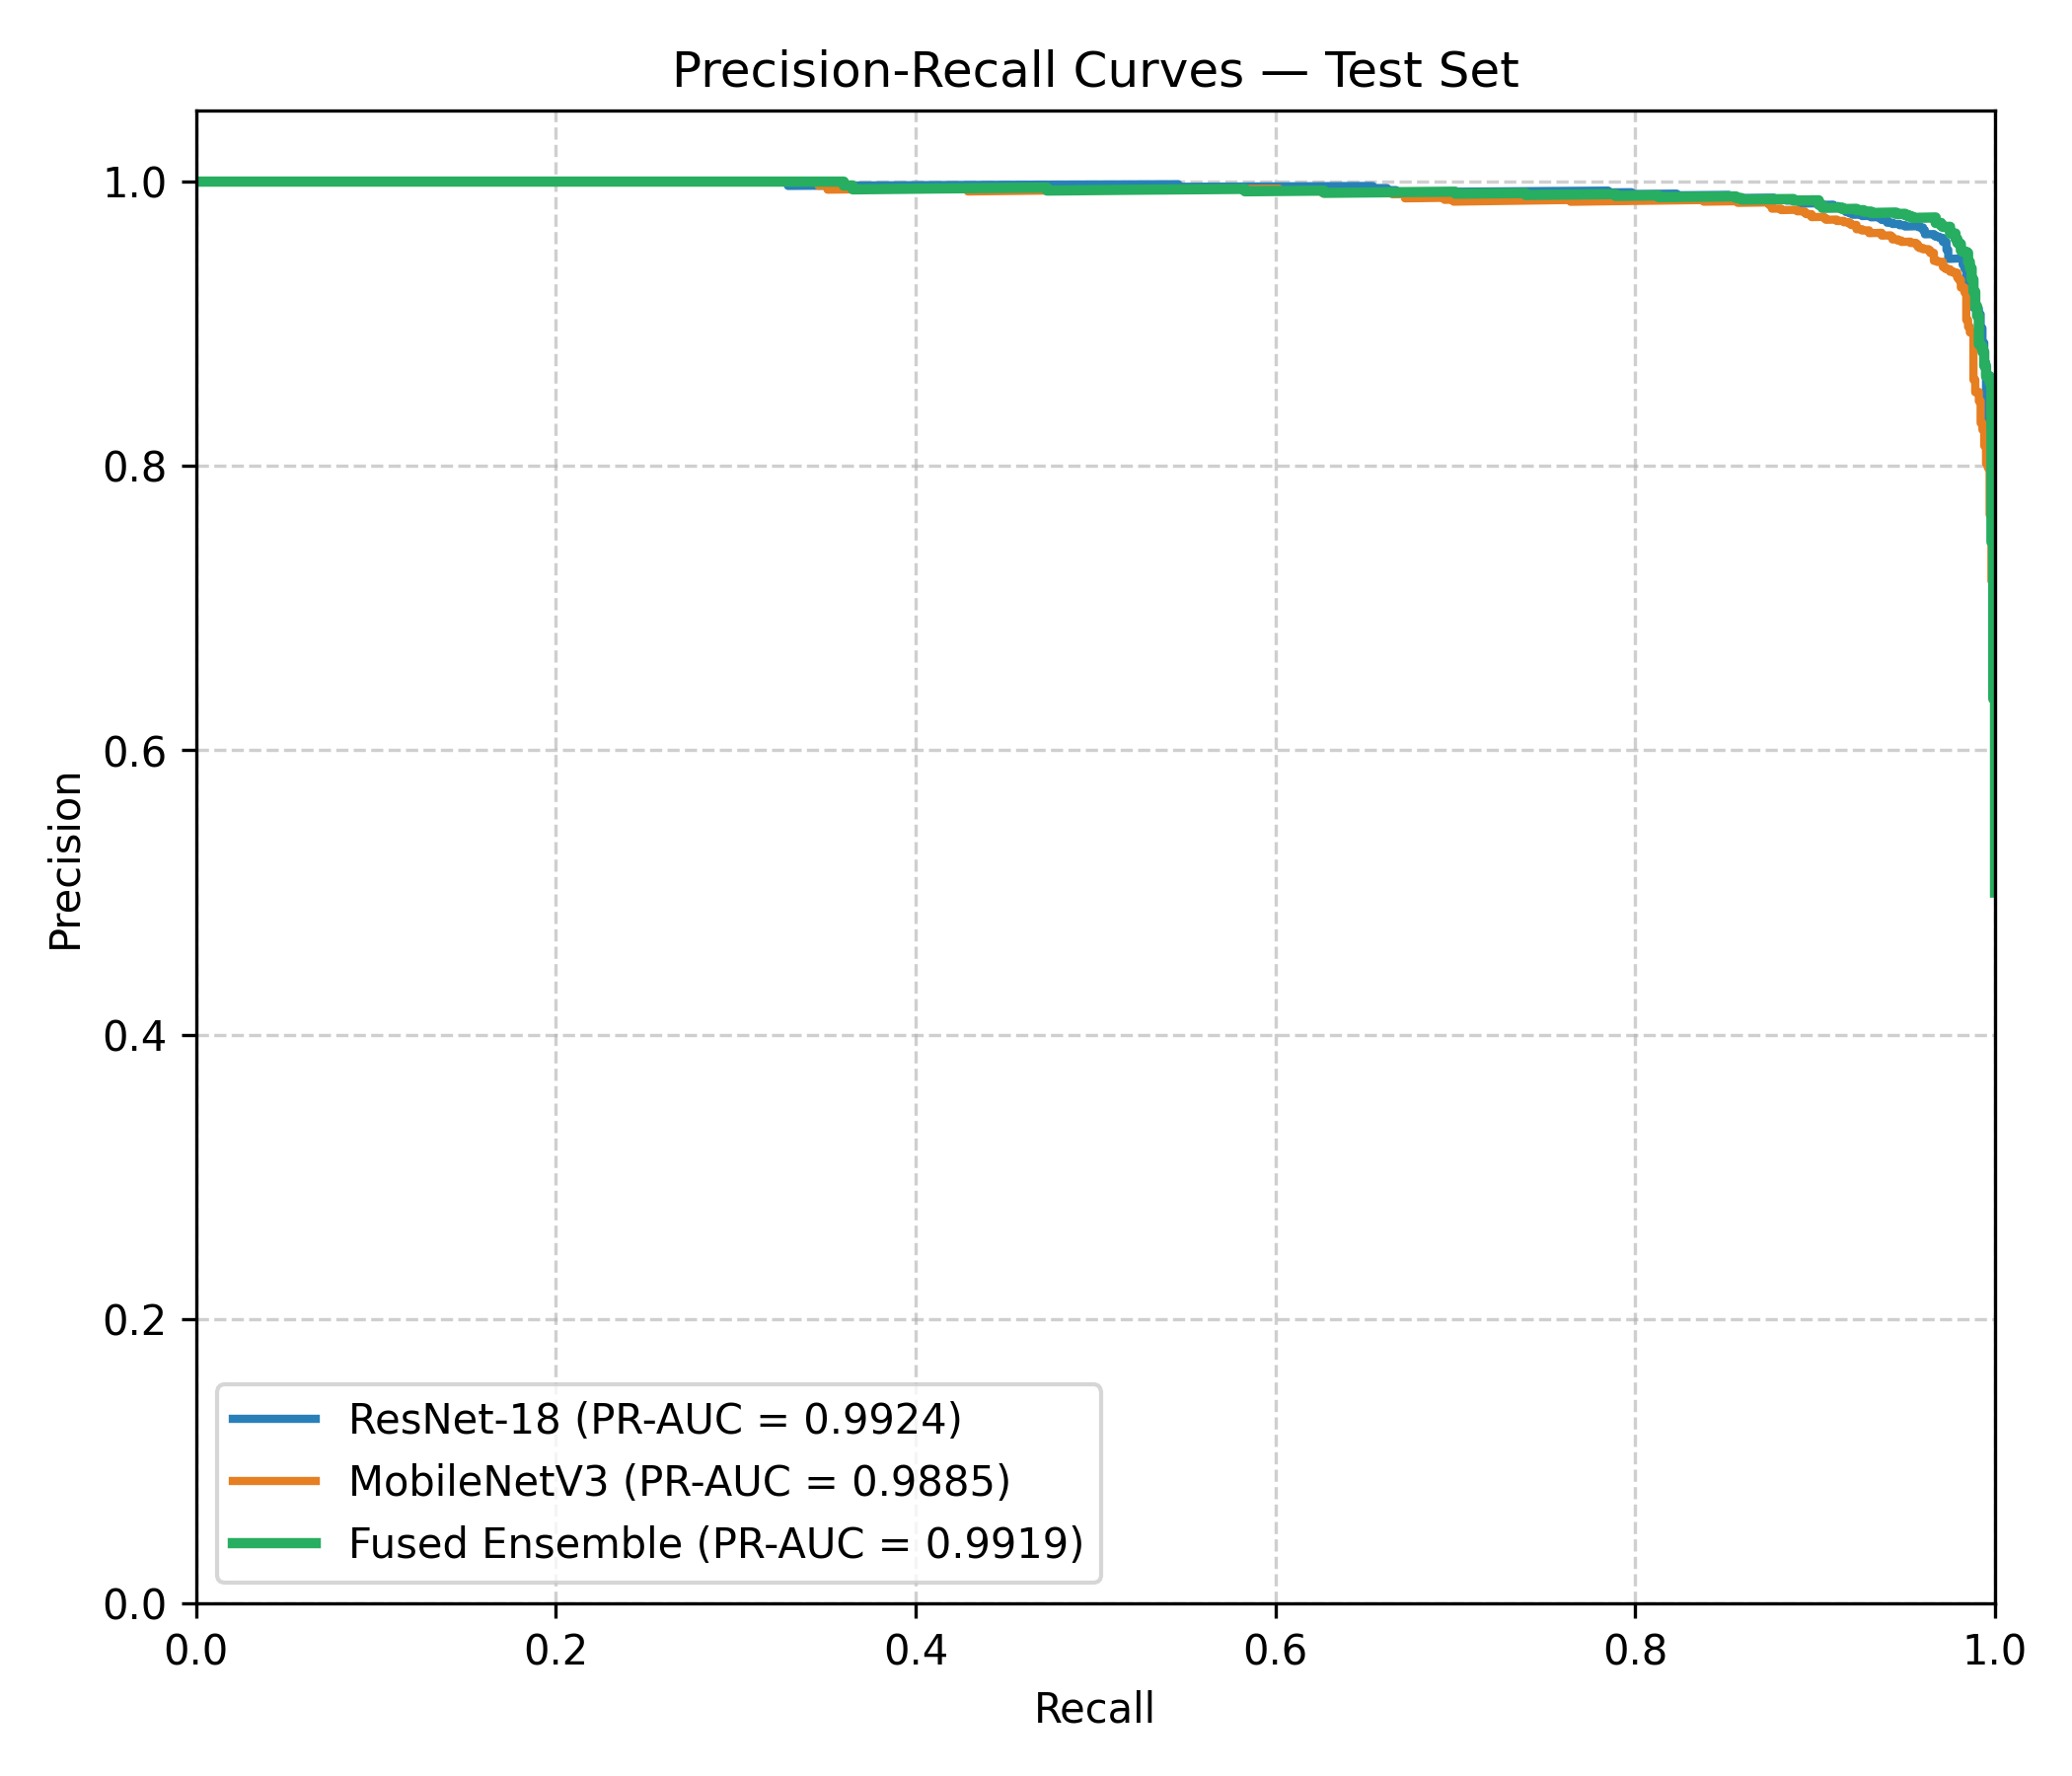 Precision-Recall Curves — Test Set
1.0
0.8
0.6
0.4
0.2
0.0
Precision
ResNet-18 (PR-AUC = 0.9924)
MobileNetV3 (PR-AUC = 0.9885)
Fused Ensemble (PR-AUC = 0.9919)
0.0 0.2 0.4 0.6 0.8 1.0
Recall